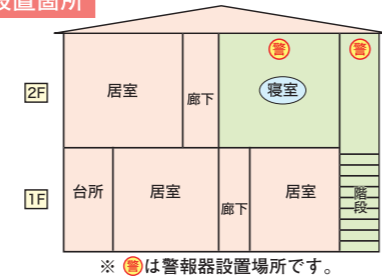 設置箇所
警
警
2F
居室
廊下
寝室
1F
台所
居室
廊下
居室
階段
※ 警は警報器設置場所です。